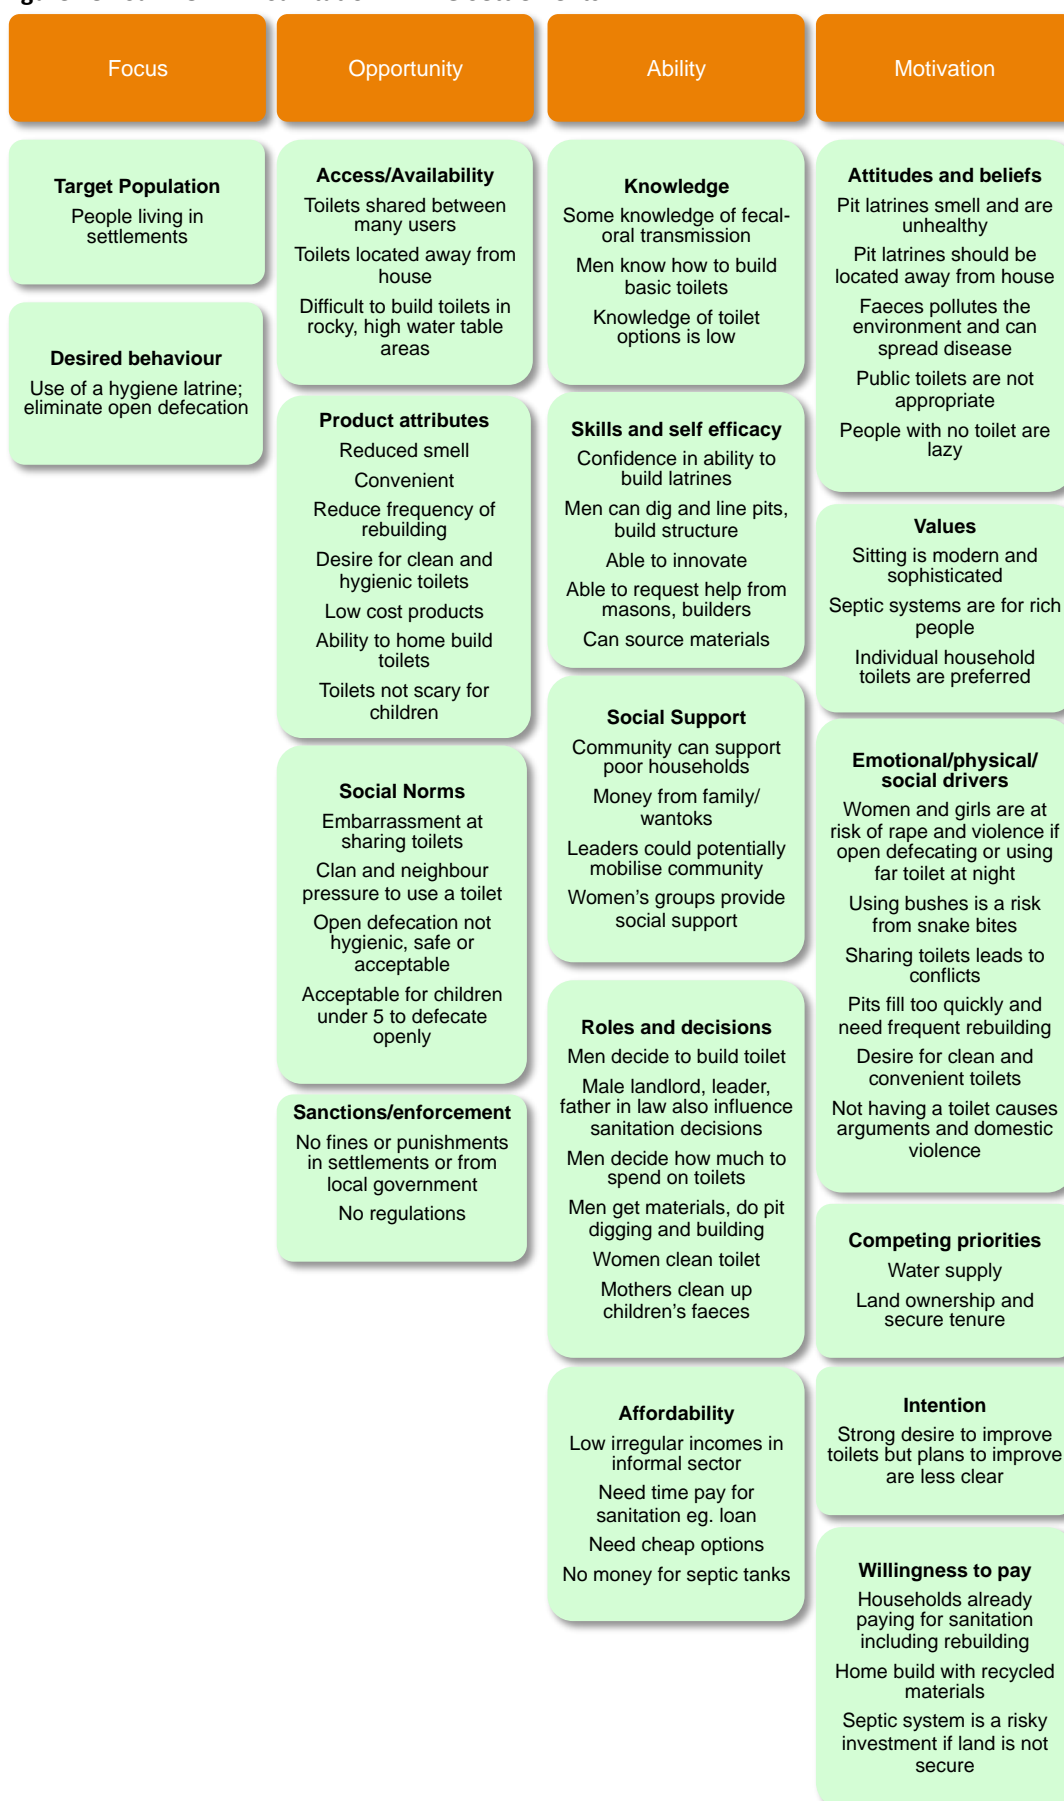 Focus
Opportunity
Ability
Motivation
Target Population
People living in
settlements
Desired behaviour
Use of a hygiene latrine;
eliminate open defecation
Access/Availability
Toilets shared between
many users
Toilets located away from
house
Difficult to build toilets in
rocky, high water table
areas
Product attributes
Reduced smell
Convenient
Reduce frequency of
rebuilding
Desire for clean and
hygienic toilets
Low cost products
Ability to home build
toilets
Toilets not scary for
children
Social Norms
Embarrassment at
sharing toilets
Clan and neighbour
pressure to use a toilet
Open defecation not
hygienic, safe or
acceptable
Acceptable for children
under 5 to defecate
openly
Sanctions/enforcement
No fines or punishments
in settlements or from
local government
No regulations
Knowledge
Some knowledge of fecal-
oral transmission
Men know how to build
basic toilets
Knowledge of toilet
options is low
Skills and self efficacy
Confidence in ability to
build latrines
Men can dig and line pits,
build structure
Able to innovate
Able to request help from
masons, builders
Can source materials
Social Support
Community can support
poor households
Money from family/
wantoks
Leaders could potentially
mobilise community
Women's groups provide
social support
Roles and decisions
Men decide to build toilet
Male landlord, leader,
father in law also influence
sanitation decisions
Men decide how much to
spend on toilets
Men get materials, do pit
digging and building
Women clean toilet
Mothers clean up
children's faeces
Affordability
Low irregular incomes in
informal sector
Need time pay for
sanitation eg. loan
Need cheap options
No money for septic tanks
Attitudes and beliefs
Pit latrines smell and are
unhealthy
Pit latrines should be
located away from house
Faeces pollutes the
environment and can
spread disease
Public toilets are not
appropriate
People with no toilet are
lazy
Values
Sitting is modern and
sophisticated
Septic systems are for rich
people
Individual household
toilets are preferred
Emotional/physical/
social drivers
Women and girls are at
risk of rape and violence if
open defecating or using
far toilet at night
Using bushes is a risk
from snake bites
Sharing toilets leads to
conflicts
Pits fill too quickly and
need frequent rebuilding
Desire for clean and
convenient toilets
Not having a toilet causes
arguments and domestic
violence
Competing priorities
Water supply
Land ownership and
secure tenure
Intention
Strong desire to improve
toilets but plans to improve
are less clear
Willingness to pay
Households already
paying for sanitation
including rebuilding
Home build with recycled
materials
Septic system is a risky
investment if land is not
secure